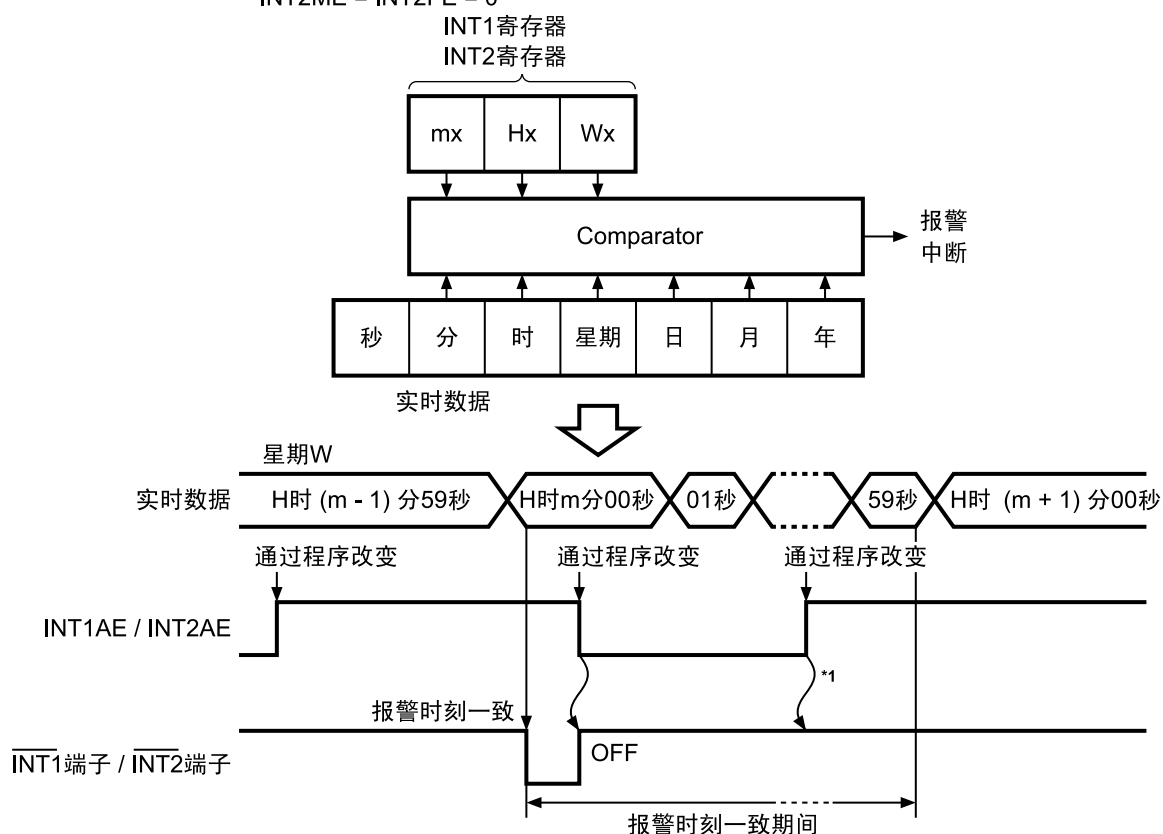 INT2ME = INT2FE = 0
INT1寄存器
INT2寄存器
mx Hx Wx
Comparator
报警
中断
秒 分 时 星期 日 月 年
实时数据
星期W
实时数据 H时 (m - 1) 分59秒 H时m分00秒 01秒 59秒 H时 (m + 1) 分00秒
通过程序改变 通过程序改变 通过程序改变
INT1AE / INT2AE
*1
报警时刻一致
INT1端子 / INT2端子 OFF
报警时刻一致期间